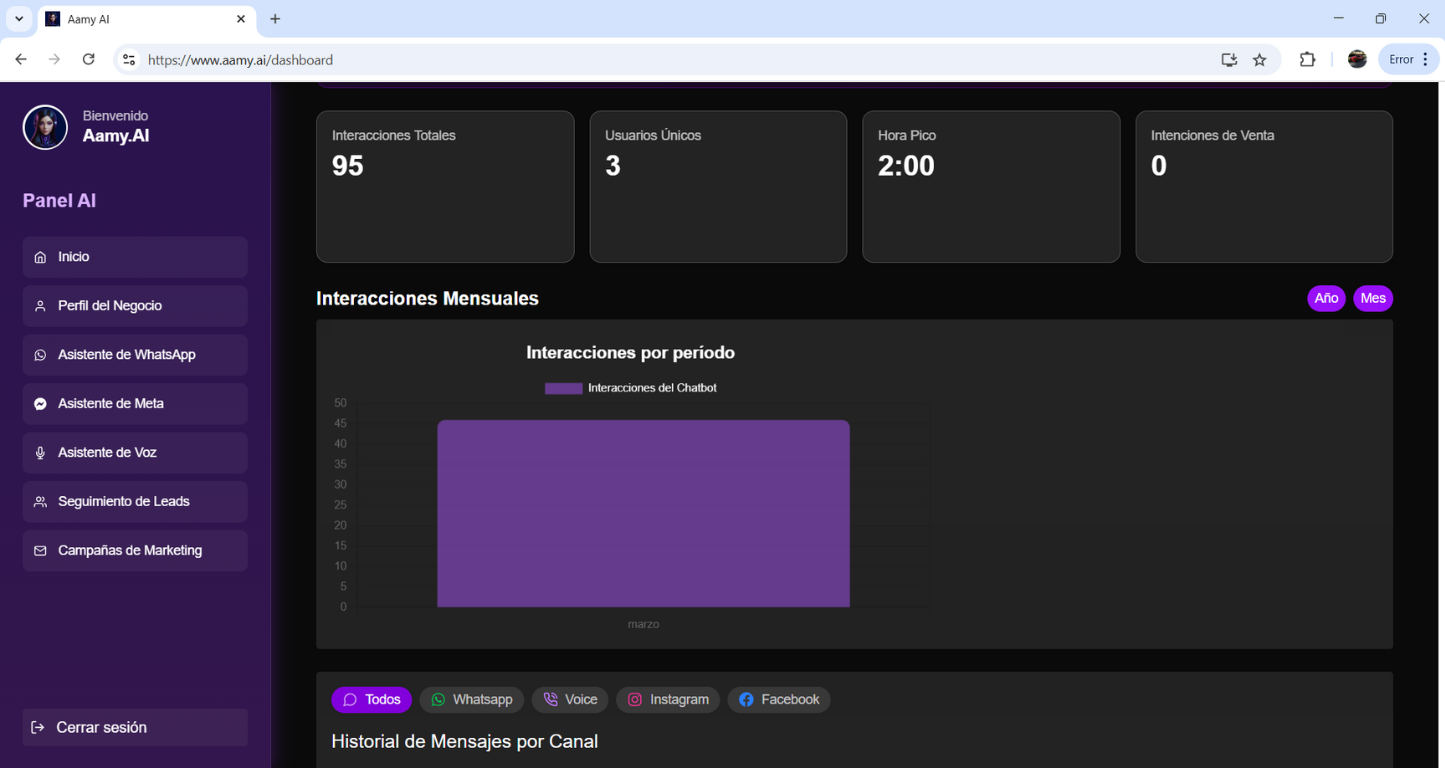 Aamy AI
https://www.aamy.ai/dashboard
Error
Bienvenido
Aamy.AI
Panel AI
Inicio
Perfil del Negocio
Asistente de WhatsApp
Asistente de Meta
Asistente de Voz
Seguimiento de Leads
Campañas de Marketing
Cerrar sesión
Interacciones Totales
95
Usuarios Únicos
3
Hora Pico
2:00
Intenciones de Venta
0
Interacciones Mensuales
Año
Mes
Interacciones por período
Interacciones del Chatbot
50
45
40
35
30
25
20
15
10
5
0
marzo
Todos
Whatsapp
Voice
Instagram
Facebook
Historial de Mensajes por Canal